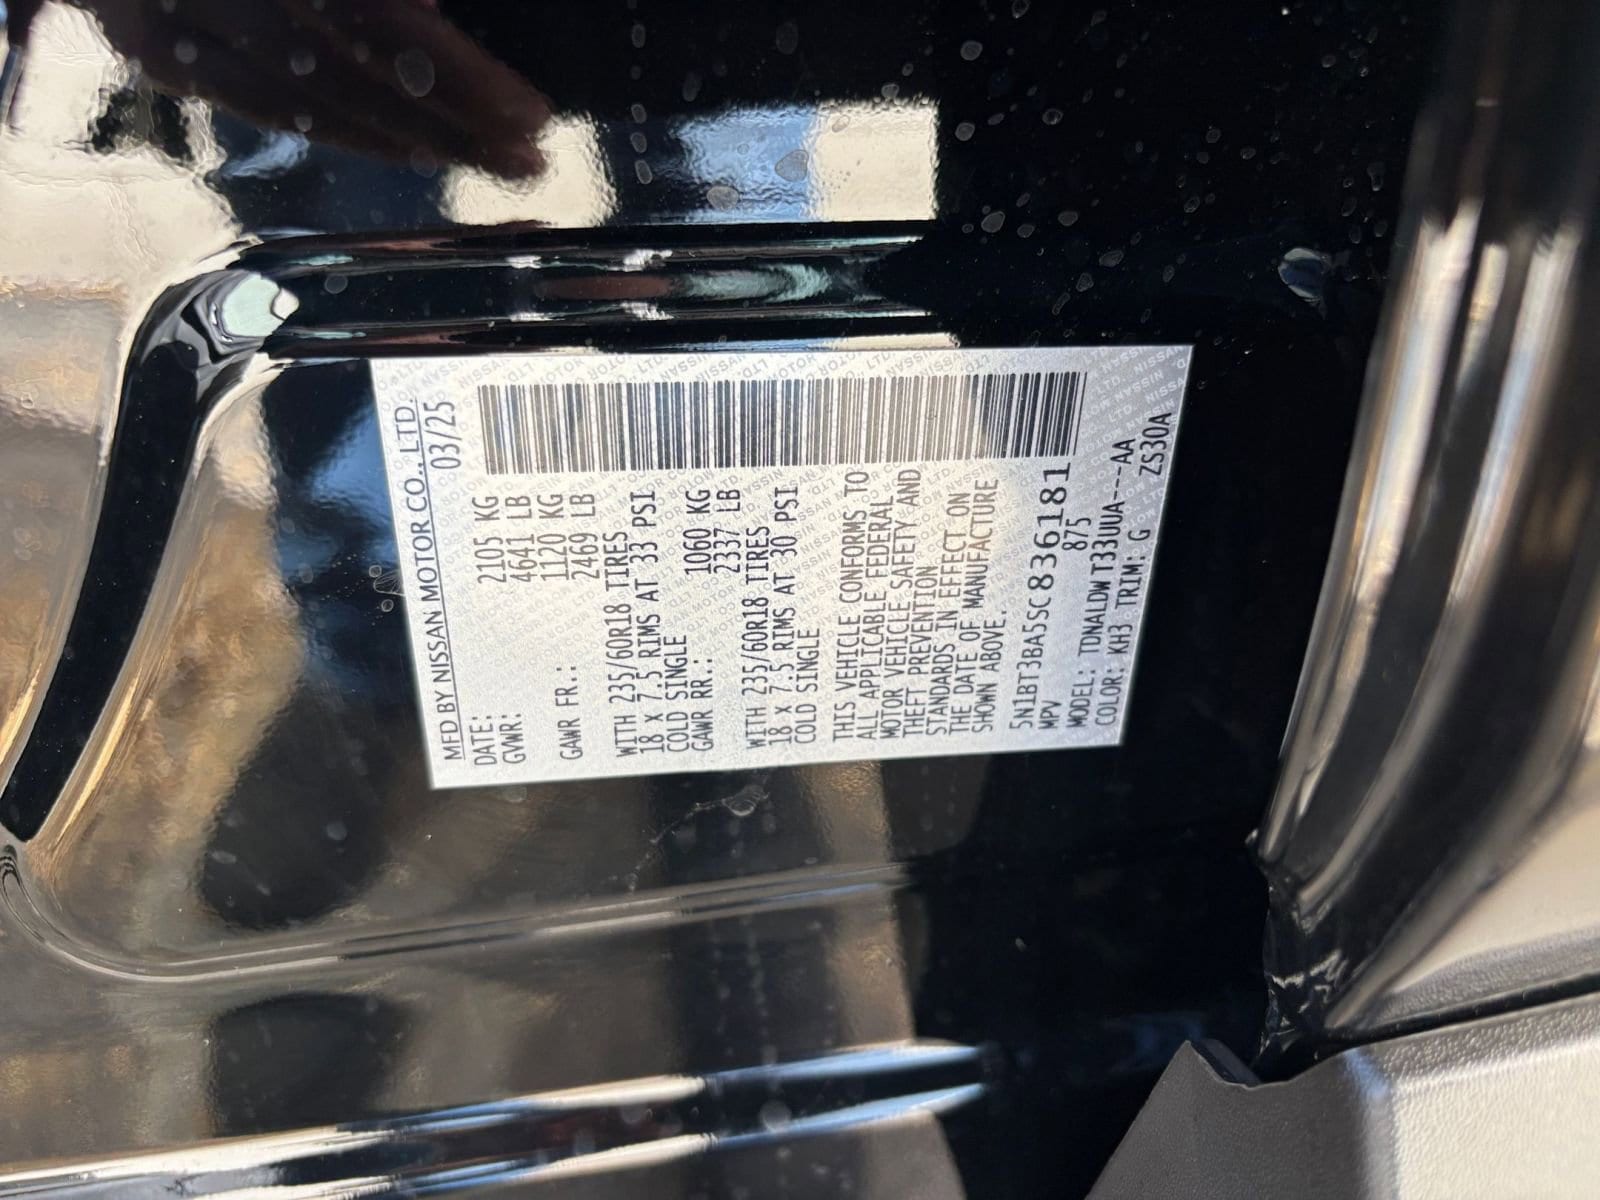 MFD BY NISSAN MOTOR CO., LTD.
DATE: 03/25
GVWR: 2105 KG
4641 LB
GAWR FR.: 1120 KG
2469 LB
WITH 235/60R18 TIRES
18 X 7.5 RIMS AT 33 PSI
COLD SINGLE
GAWR RR.: 1060 KG
2337 LB
WITH 235/60R18 TIRES
18 X 7.5 RIMS AT 30 PSI
COLD SINGLE
THIS VEHICLE CONFORMS TO
ALL APPLICABLE FEDERAL
MOTOR VEHICLE SAFETY AND
THEFT PREVENTION
STANDARDS IN EFFECT ON
THE DATE OF MANUFACTURE
SHOWN ABOVE.
5N1BT3BA5SC836181
MPV 875
MODEL: TDNALDWT33UUA---AA
COLOR: KH3 TRIM: G ZS30A